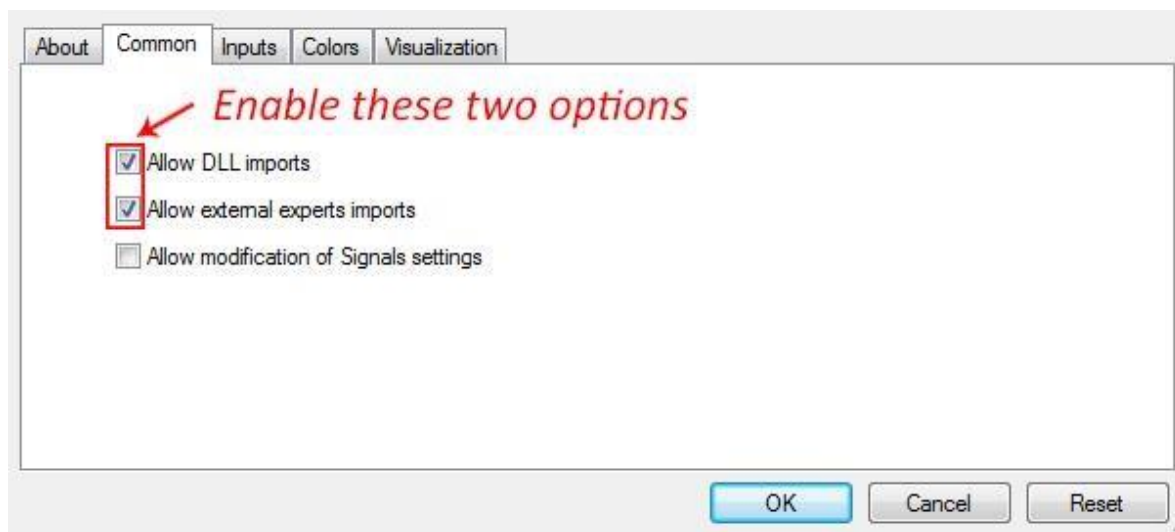 About Common Inputs Colors Visualization
Enable these two options
Allow DLL imports
Allow external experts imports
Allow modification of Signals settings
OK Cancel Reset